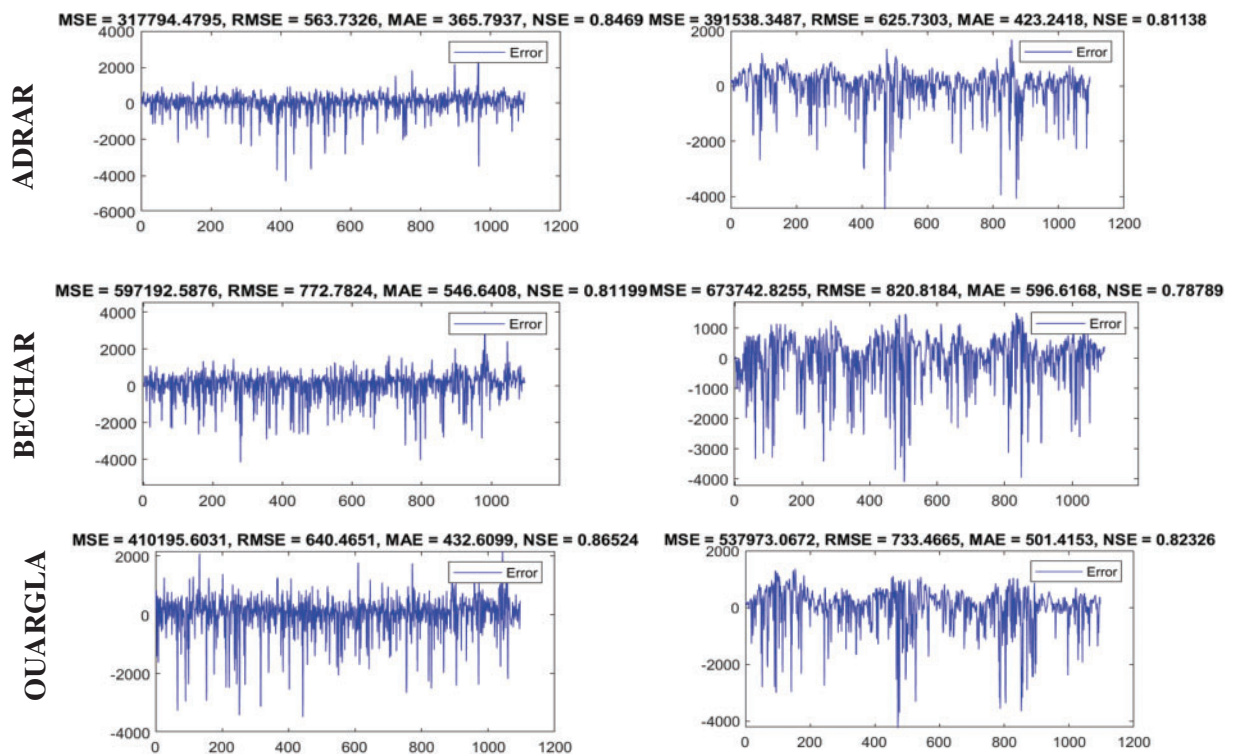 MSE = 317794.4795, RMSE = 563.7326, MAE = 365.7937, NSE = 0.8469
MSE = 391538.3487, RMSE = 625.7303, MAE = 423.2418, NSE = 0.81138
ADRAR
4000
2000
0
-2000
-4000
-6000
Error
0 200 400 600 800 1000 1200
2000
0
-2000
-4000
Error
0 200 400 600 800 1000 1200
MSE = 597192.5876, RMSE = 772.7824, MAE = 546.6408, NSE = 0.81199
MSE = 673742.8255, RMSE = 820.8184, MAE = 596.6168, NSE = 0.78789
BECHAR
4000
2000
0
-2000
-4000
Error
0 200 400 600 800 1000
1000
0
-1000
-2000
-3000
-4000
Error
0 200 400 600 800 1000
MSE = 410195.6031, RMSE = 640.4651, MAE = 432.6099, NSE = 0.86524
MSE = 537973.0672, RMSE = 733.4665, MAE = 501.4153, NSE = 0.82326
OUARGLA
2000
0
-2000
-4000
Error
0 200 400 600 800 1000 1200
2000
0
-2000
-4000
Error
0 200 400 600 800 1000 1200